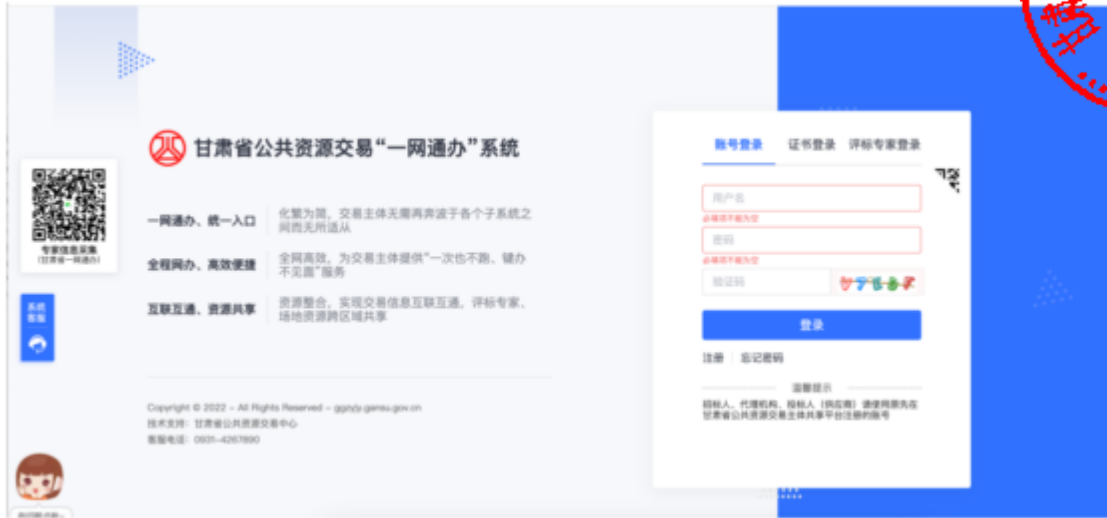 甘肃省公共资源交易“一网通办”系统
专家信息采集
(甘肃省一网通办)
系统
客服
一网通办、统一入口
化繁为简，交易主体无需再奔波于各个子系统之
间而无所适从
全程网办、高效便捷
全网高效，为交易主体提供“一次也不跑、键办
不见面”服务
互联互通、资源共享
资源整合，实现交易信息互联互通，评标专家、
场地资源跨区域共享
Copyright © 2022 - All Rights Reserved - ggzyjy.gansu.gov.cn
技术支持：甘肃省公共资源交易中心
客服电话：0931-4267890
账号登录 证书登录 评标专家登录
用户名
必填项不能为空
密码
必填项不能为空
验证码
登录
注册 忘记密码
温馨提示
招标人、代理机构、投标人（供应商）请使用原先在
甘肃省公共资源交易主体共享平台注册的账号